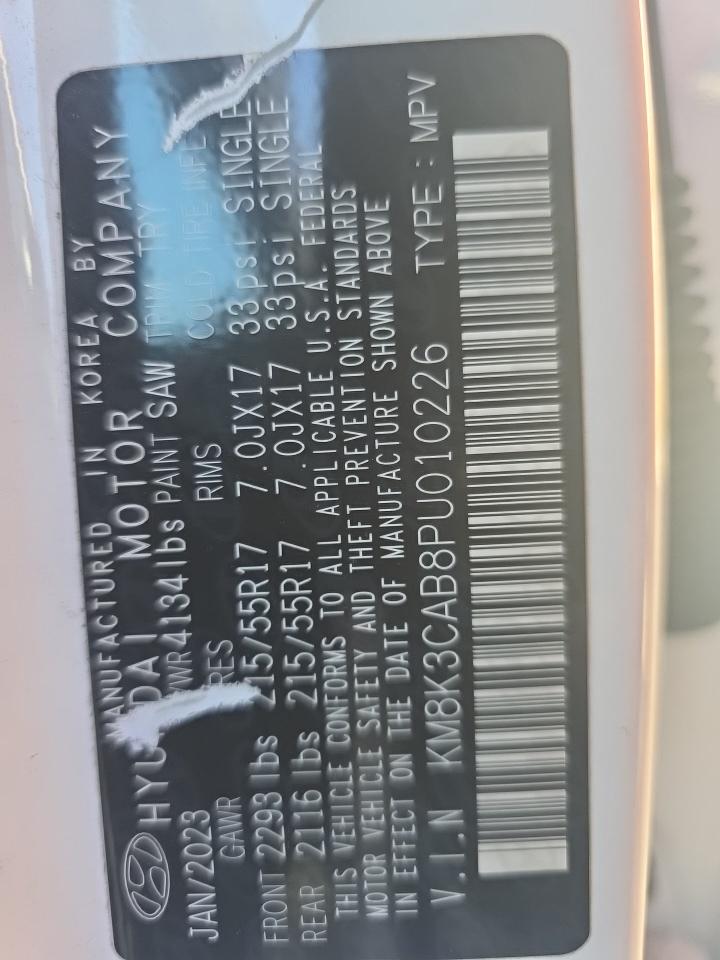 MANUFACTURED IN KOREA BY
HYUNDAI MOTOR COMPANY
JAN/2023 GVWR 4134 lbs PAINT SAW TRIM TRY
GAWR TIRES RIMS COLD TIRE INFL
FRONT 2293 lbs 215/55R17 7.0JX17 33psi SINGLE
REAR 2116 lbs 215/55R17 7.0JX17 33psi SINGLE
THIS VEHICLE CONFORMS TO ALL APPLICABLE U.S.A. FEDERAL
MOTOR VEHICLE SAFETY AND THEFT PREVENTION STANDARDS
IN EFFECT ON THE DATE OF MANUFACTURE SHOWN ABOVE
V.I.N KM8K3CAB8PU010226 TYPE : MPV